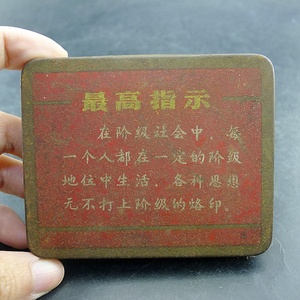 最高指示
在阶级社会中，每
一个人都在一定的阶级
地位中生活，各种思想
无不打上阶级的烙印。